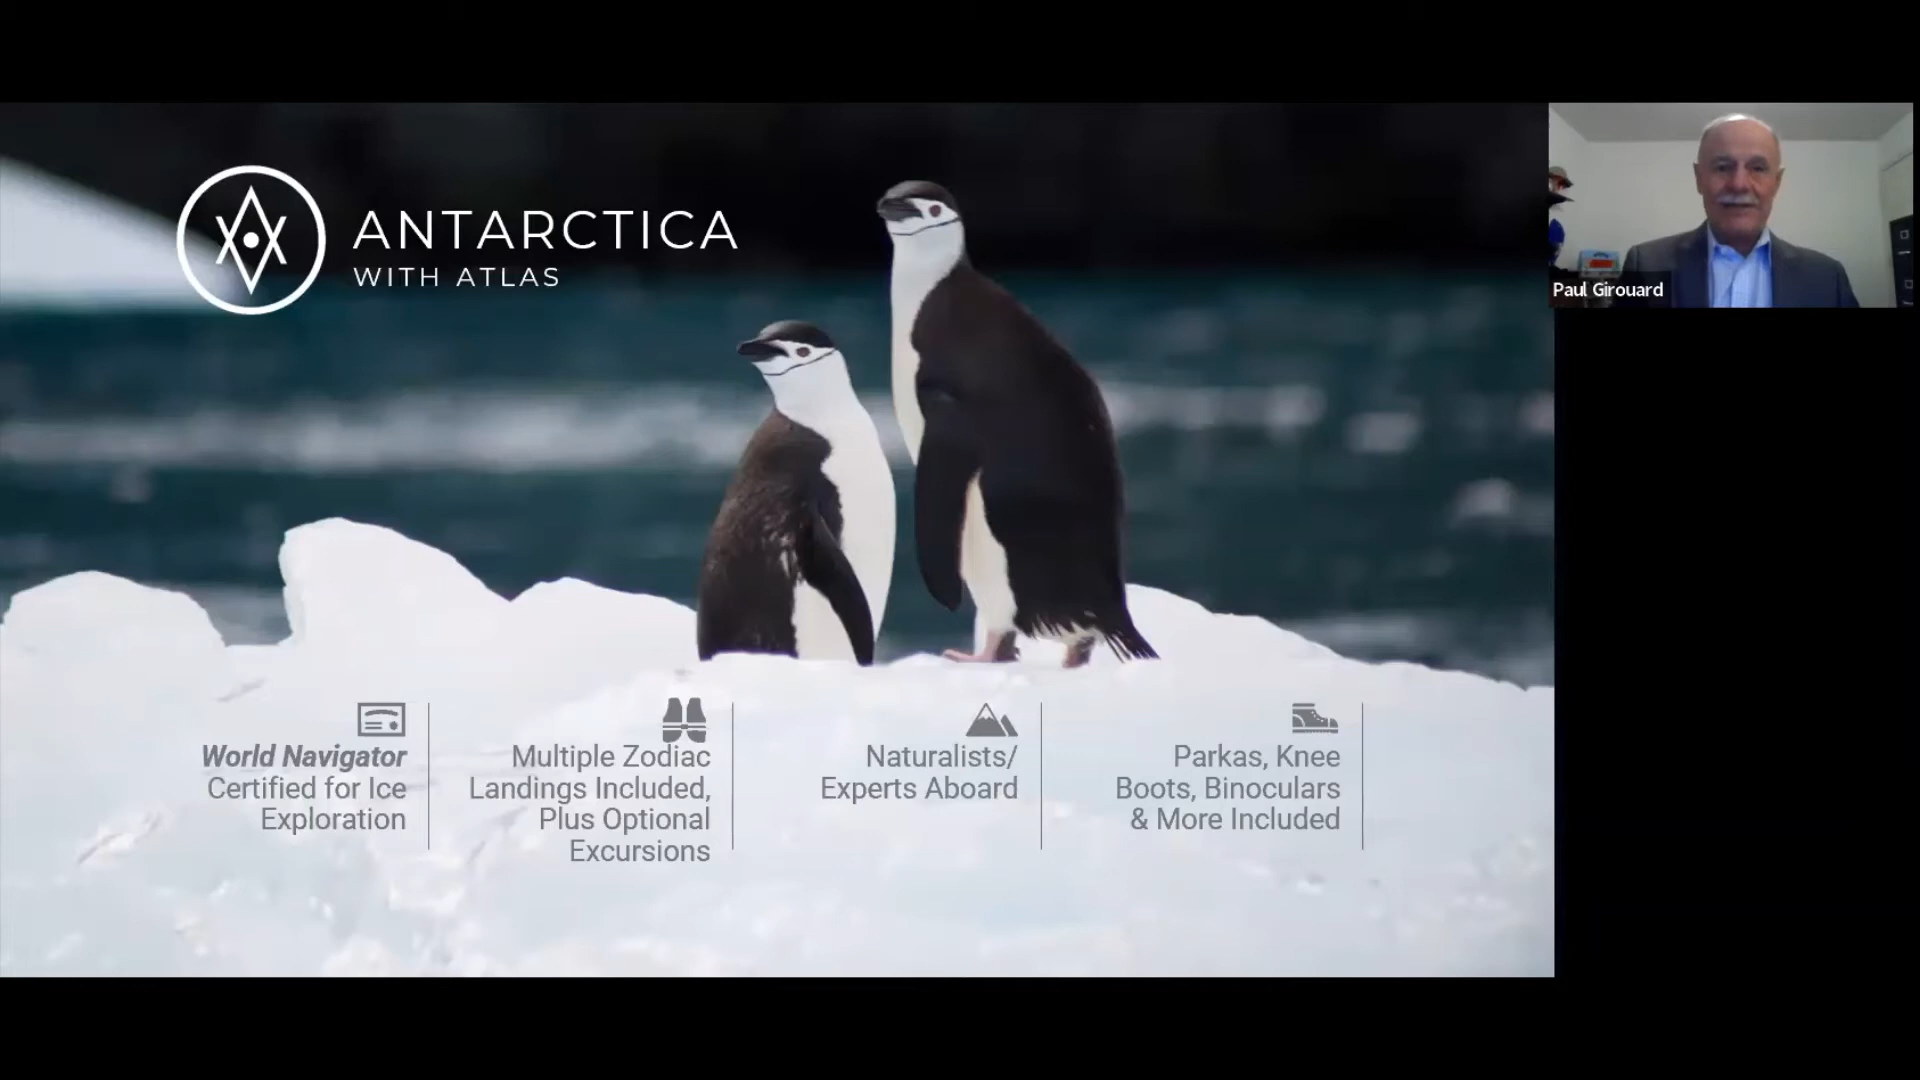 ANTARCTICA
WITH ATLAS
Paul Girouard
World Navigator
Certified for Ice
Exploration
Multiple Zodiac
Landings Included,
Plus Optional
Excursions
Naturalists/
Experts Aboard
Parkas, Knee
Boots, Binoculars
& More Included